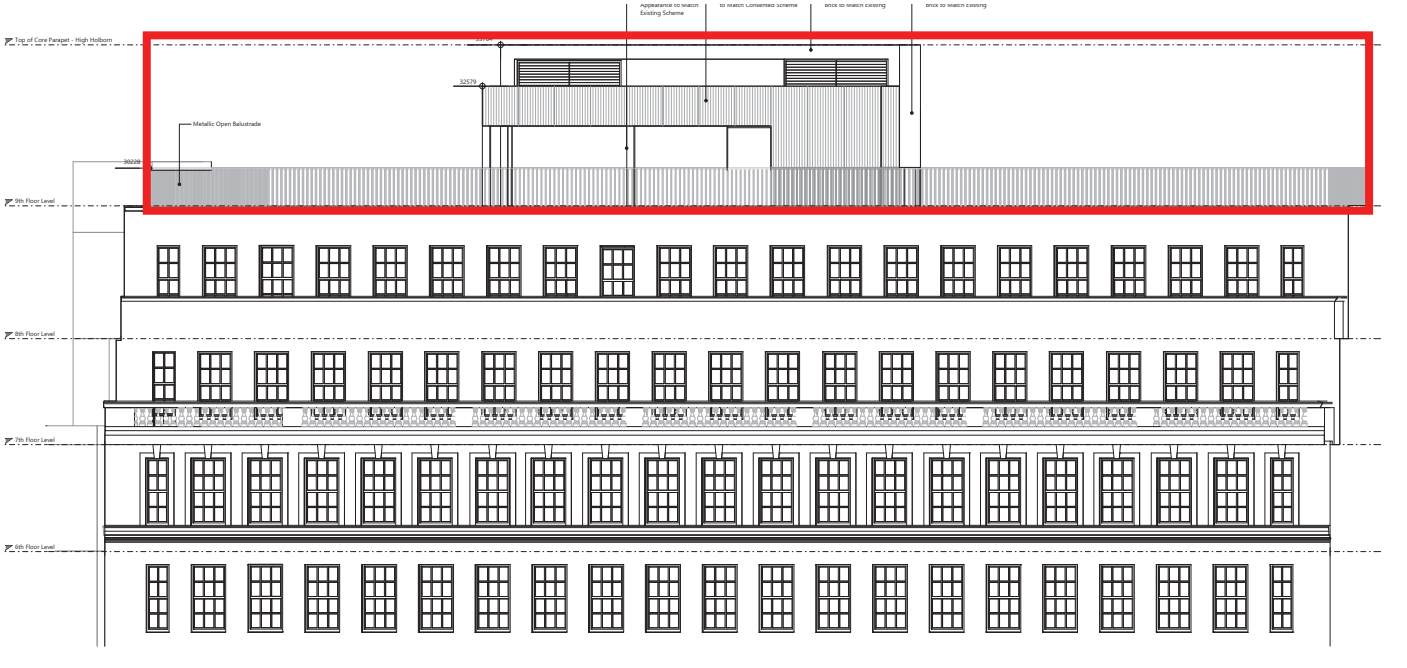 Appearance to Match
Existing Scheme
to Match Consented Scheme
Brick to Match Existing
Brick to Match Existing
Top of Core Parapet - High Holborn
32579
Metallic Open Balustrade
30228
9th Floor Level
8th Floor Level
7th Floor Level
6th Floor Level